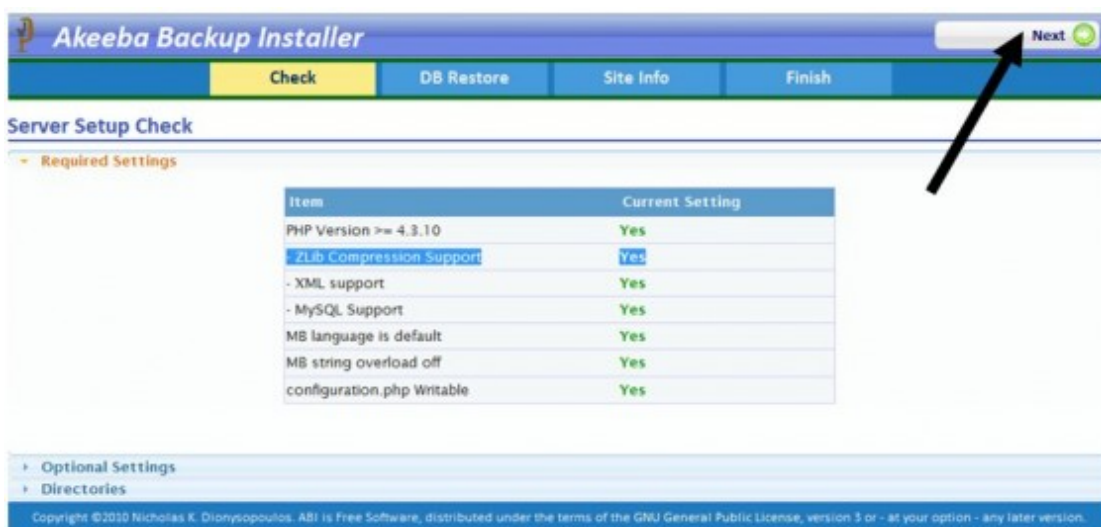 Akeeba Backup Installer
Next
Check DB Restore Site Info Finish
Server Setup Check
Required Settings
Item Current Setting
PHP Version >= 4.3.10 Yes
- ZLib Compression Support Yes
- XML support Yes
- MySQL Support Yes
MB language is default Yes
MB string overload off Yes
configuration.php Writable Yes
Optional Settings
Directories
Copyright ©2010 Nicholas K. Dionysopoulos. ABI is Free Software, distributed under the terms of the GNU General Public License, version 3 or - at your option - any later version.